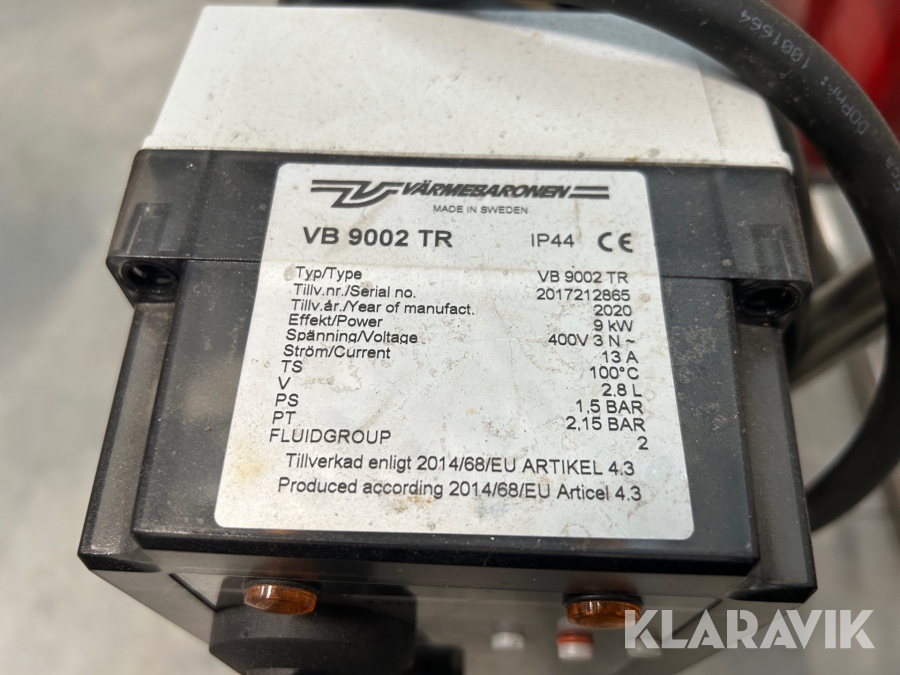 DOPnr: 1001664
VÄRMEBARONEN
MADE IN SWEDEN
VB 9002 TR IP44 CE
Typ/Type VB 9002 TR
Tillv.nr./Serial no. 2017212865
Tillv.år./Year of manufact. 2020
Effekt/Power 9 kW
Spänning/Voltage 400V 3 N ~
Ström/Current 13 A
TS 100°C
V 2,8 L
PS 1,5 BAR
PT 2,15 BAR
FLUIDGROUP 2
Tillverkad enligt 2014/68/EU ARTIKEL 4.3
Produced according 2014/68/EU Articel 4.3
KLARAVIK